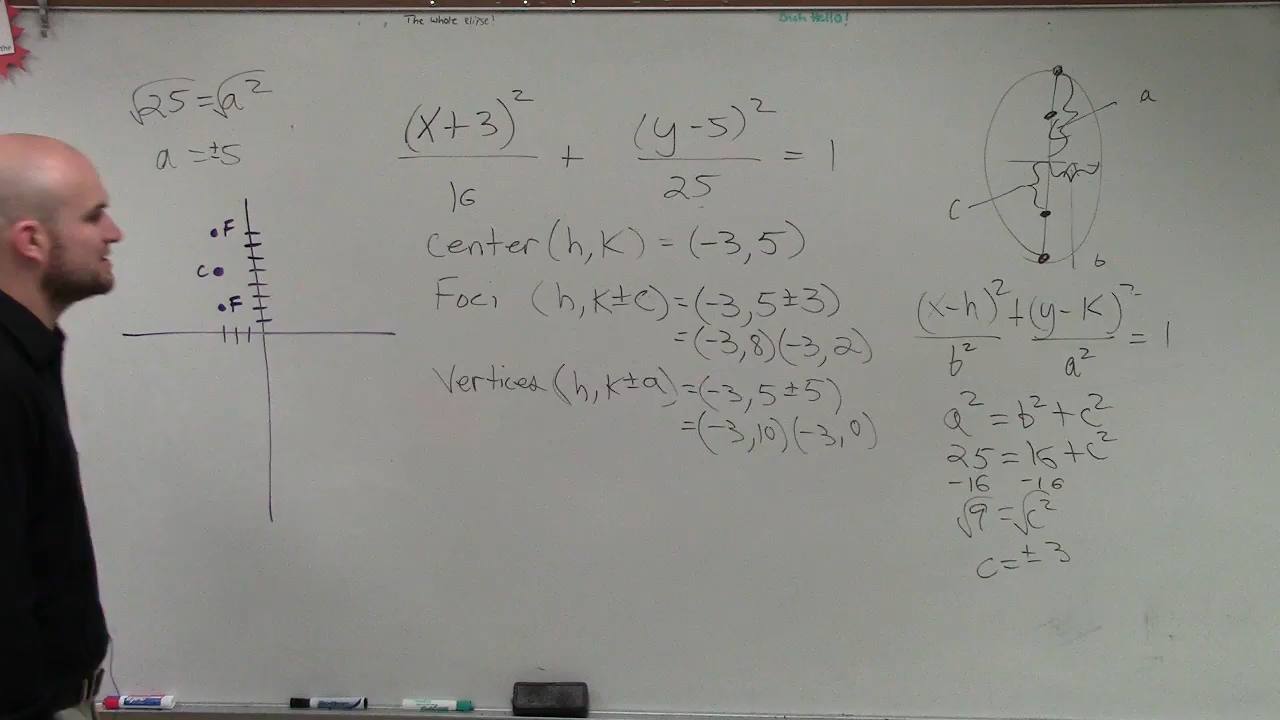 The whole elipse!
Brah Hello!
the
√25 = √a²
a = ±5
F
C
F
(x+3)²/16 + (y-5)²/25 = 1
Center (h, K) = (-3, 5)
Foci (h, K±c) = (-3, 5±3)
= (-3, 8) (-3, 2)
Vertices (h, K±a) = (-3, 5±5)
= (-3, 10) (-3, 0)
a
c
b
(x-h)²/b² + (y-K)²/a² = 1
a² = b² + c²
25 = 16 + c²
-16 -16
√9 = √c²
c = ± 3